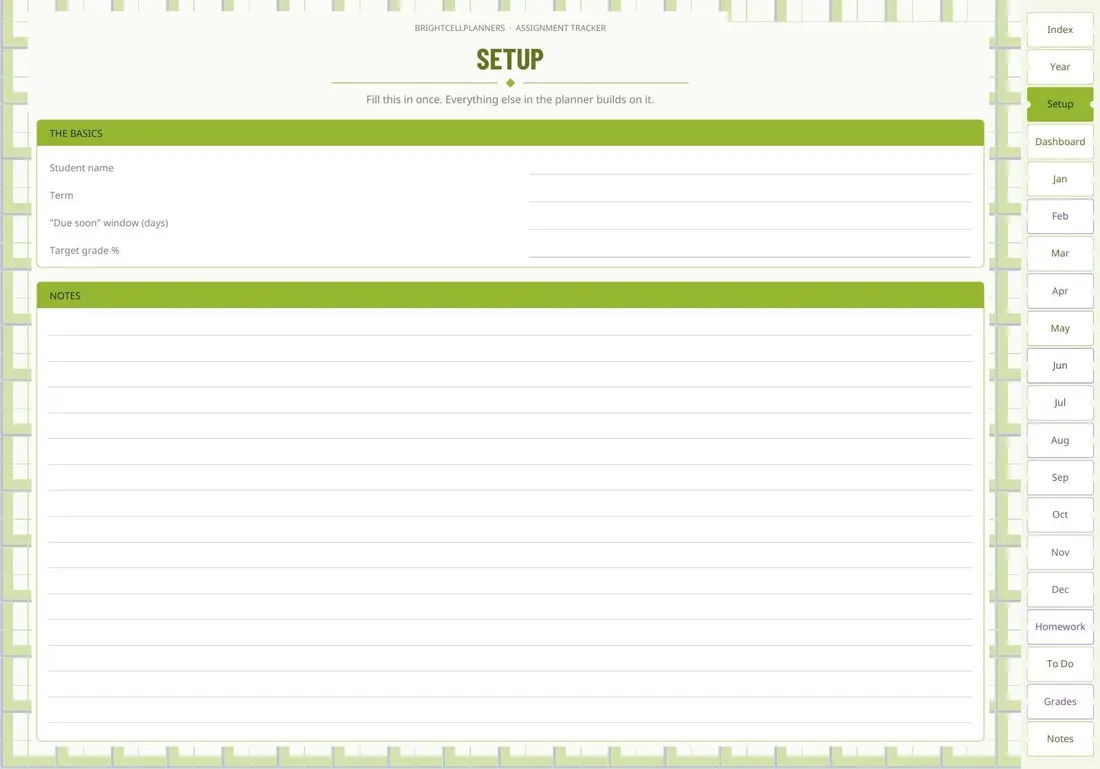 BRIGHTCELLPLANNERS · ASSIGNMENT TRACKER
SETUP
Fill this in once. Everything else in the planner builds on it.
THE BASICS
Student name
Term
"Due soon" window (days)
Target grade %
NOTES
Index
Year
Setup
Dashboard
Jan
Feb
Mar
Apr
May
Jun
Jul
Aug
Sep
Oct
Nov
Dec
Homework
To Do
Grades
Notes